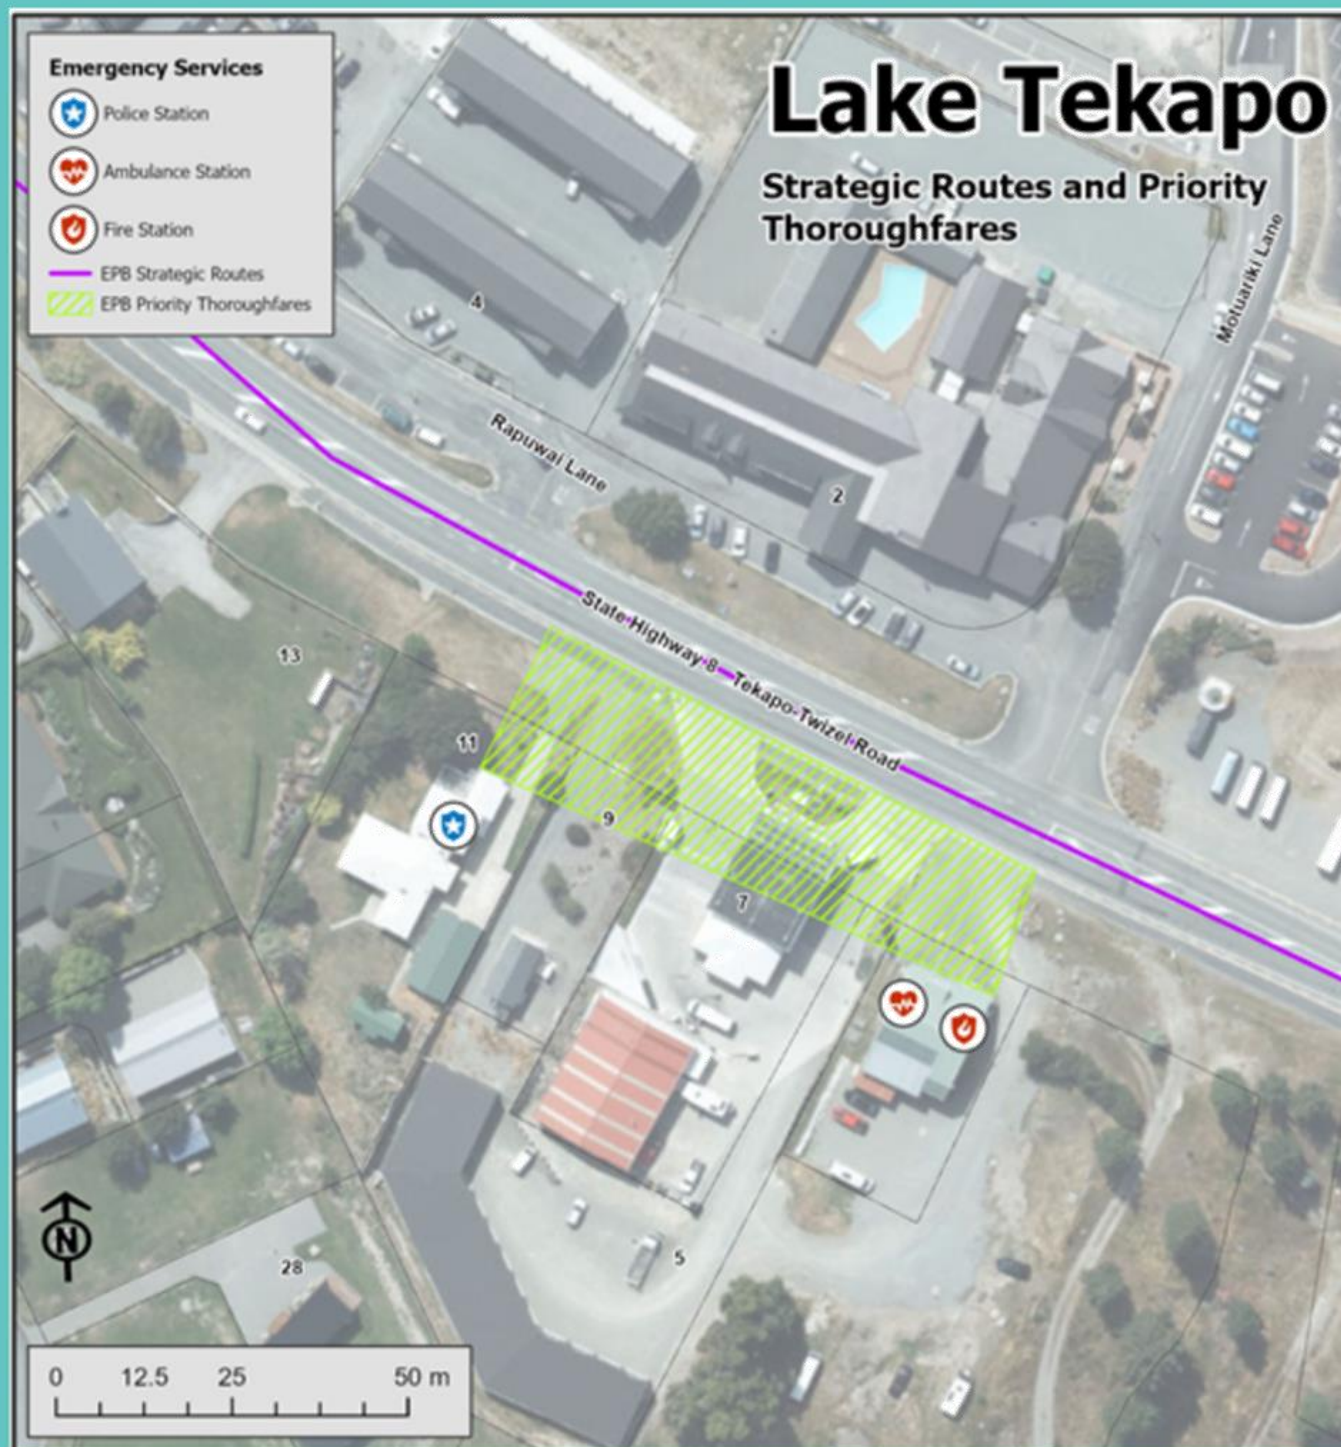 Emergency Services
Police Station
Ambulance Station
Fire Station
EPB Strategic Routes
EPB Priority Thoroughfares
Lake Tekapo
Strategic Routes and Priority
Thoroughfares
Motuariki Lane
4
Rapuwai Lane
2
State Highway 8 - Tekapo-Twizel Road
13
11
9
7
5
28
N
0 12.5 25 50 m